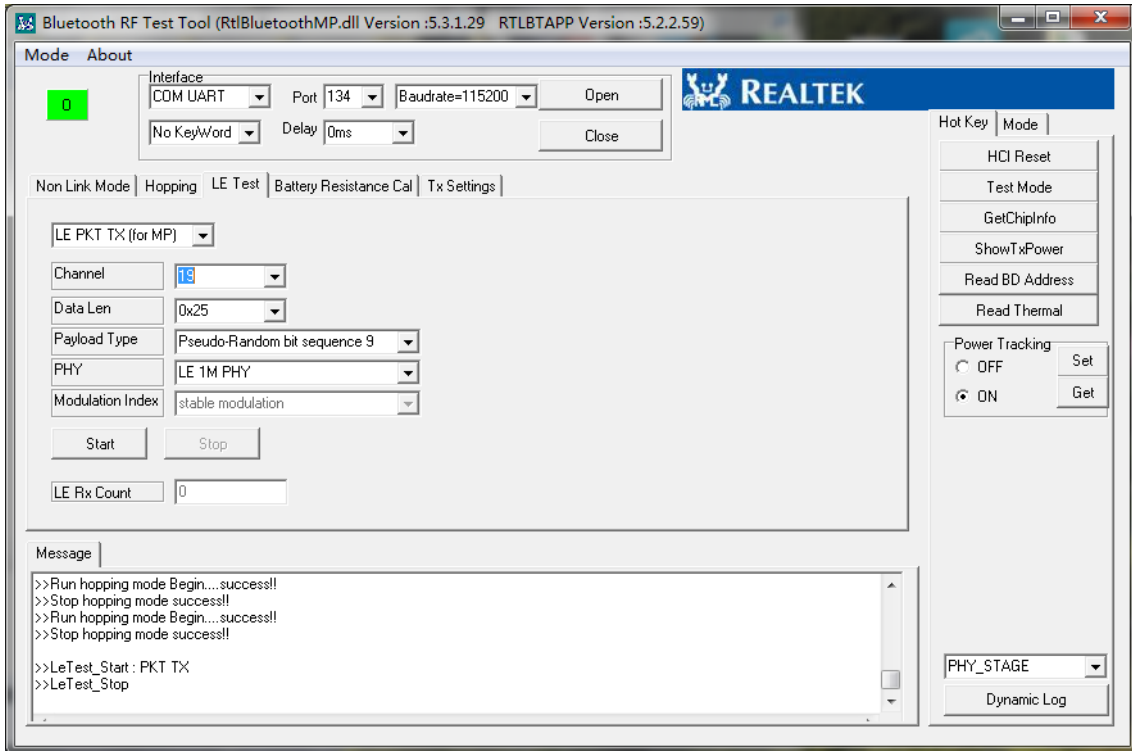 Bluetooth RF Test Tool (RtlBluetoothMP.dll Version :5.3.1.29 RTLBTAPP Version :5.2.2.59)
Mode About
0
Interface
COM UART Port 134 Baudrate=115200 Open
No KeyWord Delay 0ms Close
REALTEK
Non Link Mode Hopping LE Test Battery Resistance Cal Tx Settings
LE PKT TX (for MP)
Channel 19
Data Len 0x25
Payload Type Pseudo-Random bit sequence 9
PHY LE 1M PHY
Modulation Index stable modulation
Start Stop
LE Rx Count 0
Message
>>Run hopping mode Begin....success!!
>>Stop hopping mode success!!
>>Run hopping mode Begin....success!!
>>Stop hopping mode success!!
>>LeTest_Start : PKT TX
>>LeTest_Stop
Hot Key Mode
HCI Reset
Test Mode
GetChipInfo
ShowTxPower
Read BD Address
Read Thermal
Power Tracking
OFF Set
ON Get
PHY_STAGE
Dynamic Log